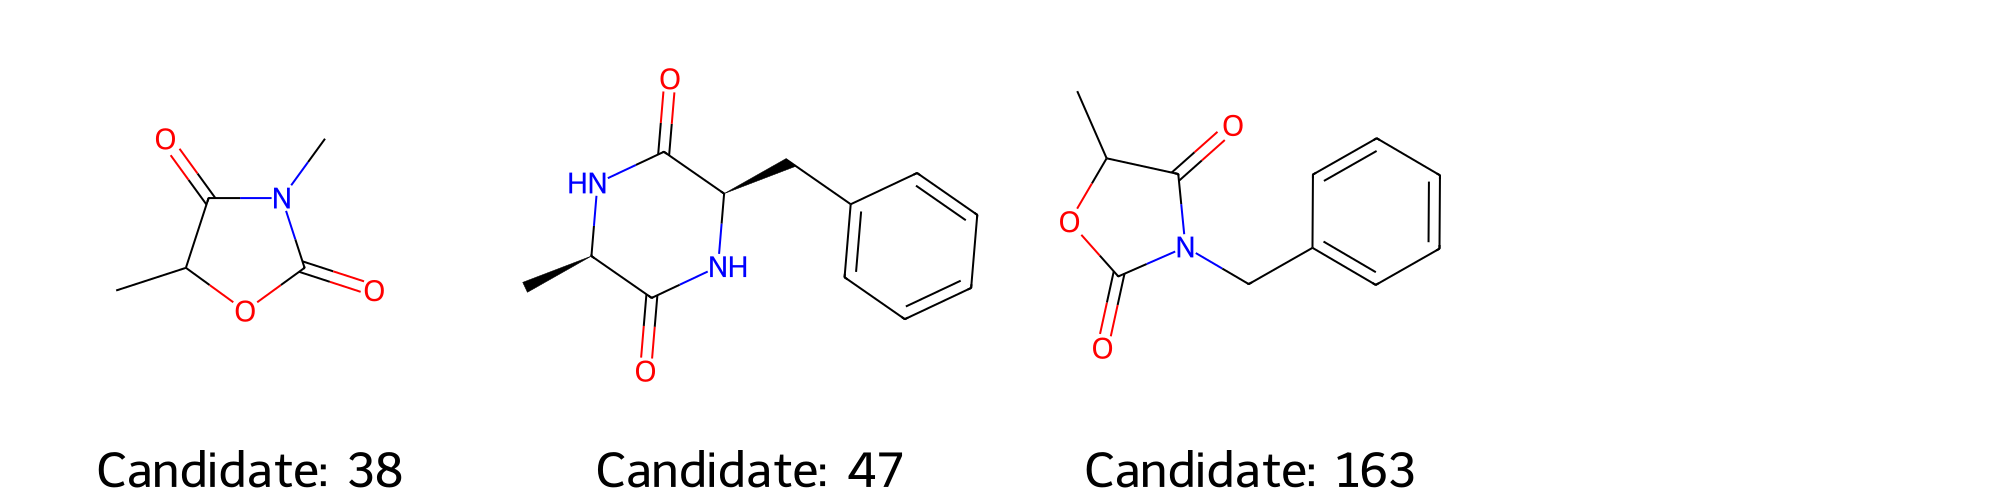 O
O N O
HN
O N O
O O
NH
O
O O
Candidate: 38 Candidate: 47 Candidate: 163